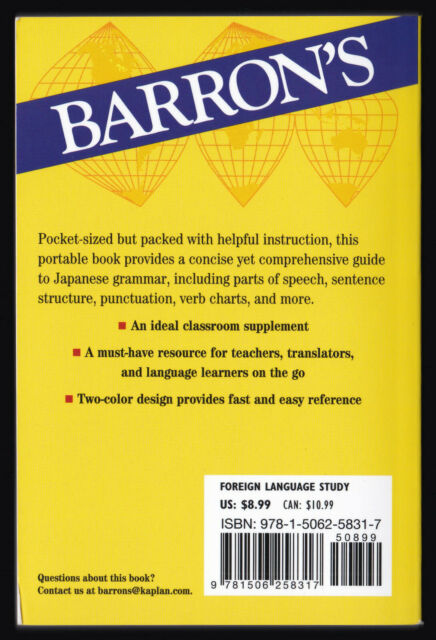 BARRON'S
Pocket-sized but packed with helpful instruction, this
portable book provides a concise yet comprehensive guide
to Japanese grammar, including parts of speech, sentence
structure, punctuation, verb charts, and more.
■ An ideal classroom supplement
■ A must-have resource for teachers, translators,
and language learners on the go
■ Two-color design provides fast and easy reference
FOREIGN LANGUAGE STUDY
US: $8.99 CAN: $10.99
ISBN: 978-1-5062-5831-7
50899
9 781506 258317
Questions about this book?
Contact us at barrons@kaplan.com.